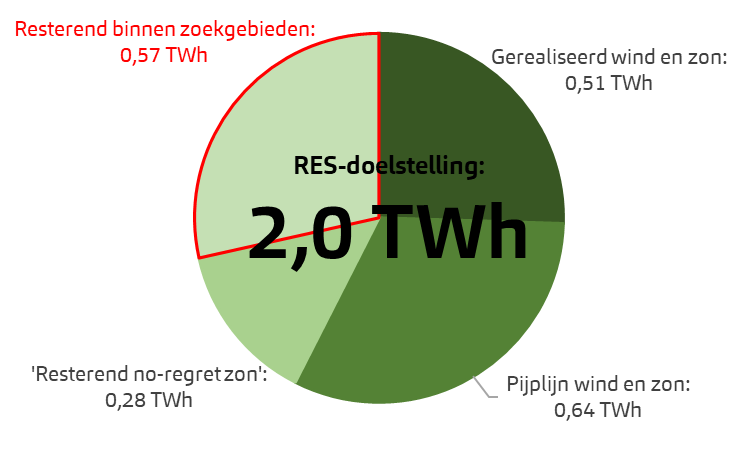 Resterend binnen zoekgebieden:
0,57 TWh
Gerealiseerd wind en zon:
0,51 TWh
RES-doelstelling:
2,0 TWh
'Resterend no-regret zon':
0,28 TWh
Pijplijn wind en zon:
0,64 TWh